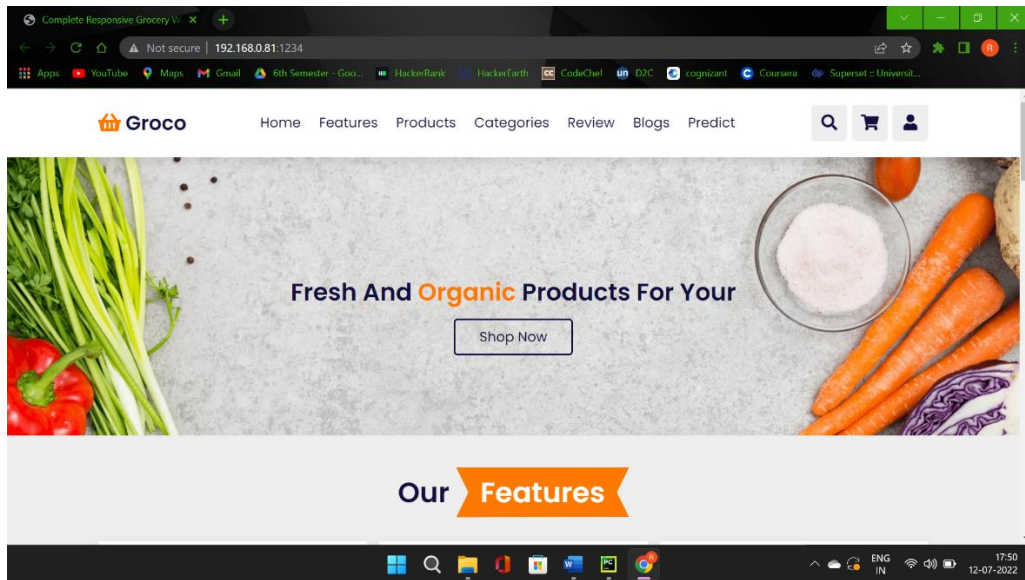 Complete Responsive Grocery W
Not secure | 192.168.0.81:1234
Apps YouTube Maps Gmail 6th Semester - Goo... HackerRank HackerEarth CodeChef D2C cognizant Coursera Superset :: Universit...
Groco Home Features Products Categories Review Blogs Predict
Fresh And Organic Products For Your
Shop Now
Our Features
ENG
IN
17:50
12-07-2022